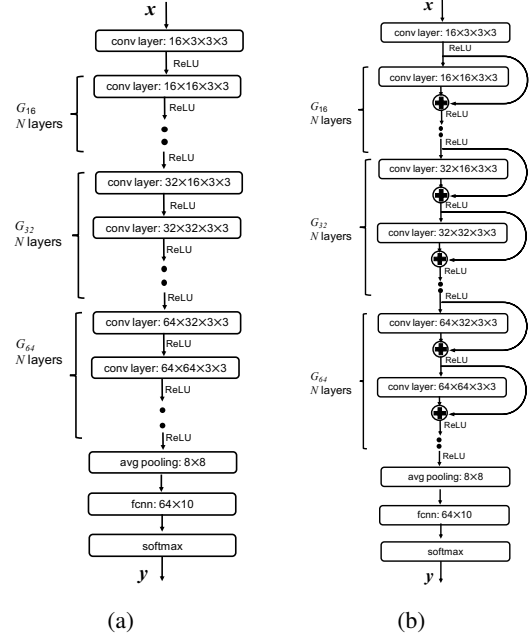 x
conv layer: 16×3×3×3
ReLU
conv layer: 16×16×3×3
G16
N layers
ReLU
ReLU
conv layer: 32×16×3×3
ReLU
G32
N layers
conv layer: 32×32×3×3
ReLU
ReLU
conv layer: 64×32×3×3
G64
N layers
ReLU
conv layer: 64×64×3×3
ReLU
ReLU
avg pooling: 8×8
fcnn: 64×10
softmax
y
(a)
x
conv layer: 16×3×3×3
ReLU
conv layer: 16×16×3×3
G16
N layers
ReLU
ReLU
conv layer: 32×16×3×3
ReLU
G32
N layers
conv layer: 32×32×3×3
ReLU
ReLU
conv layer: 64×32×3×3
ReLU
G64
N layers
conv layer: 64×64×3×3
ReLU
ReLU
avg pooling: 8×8
fcnn: 64×10
softmax
y
(b)